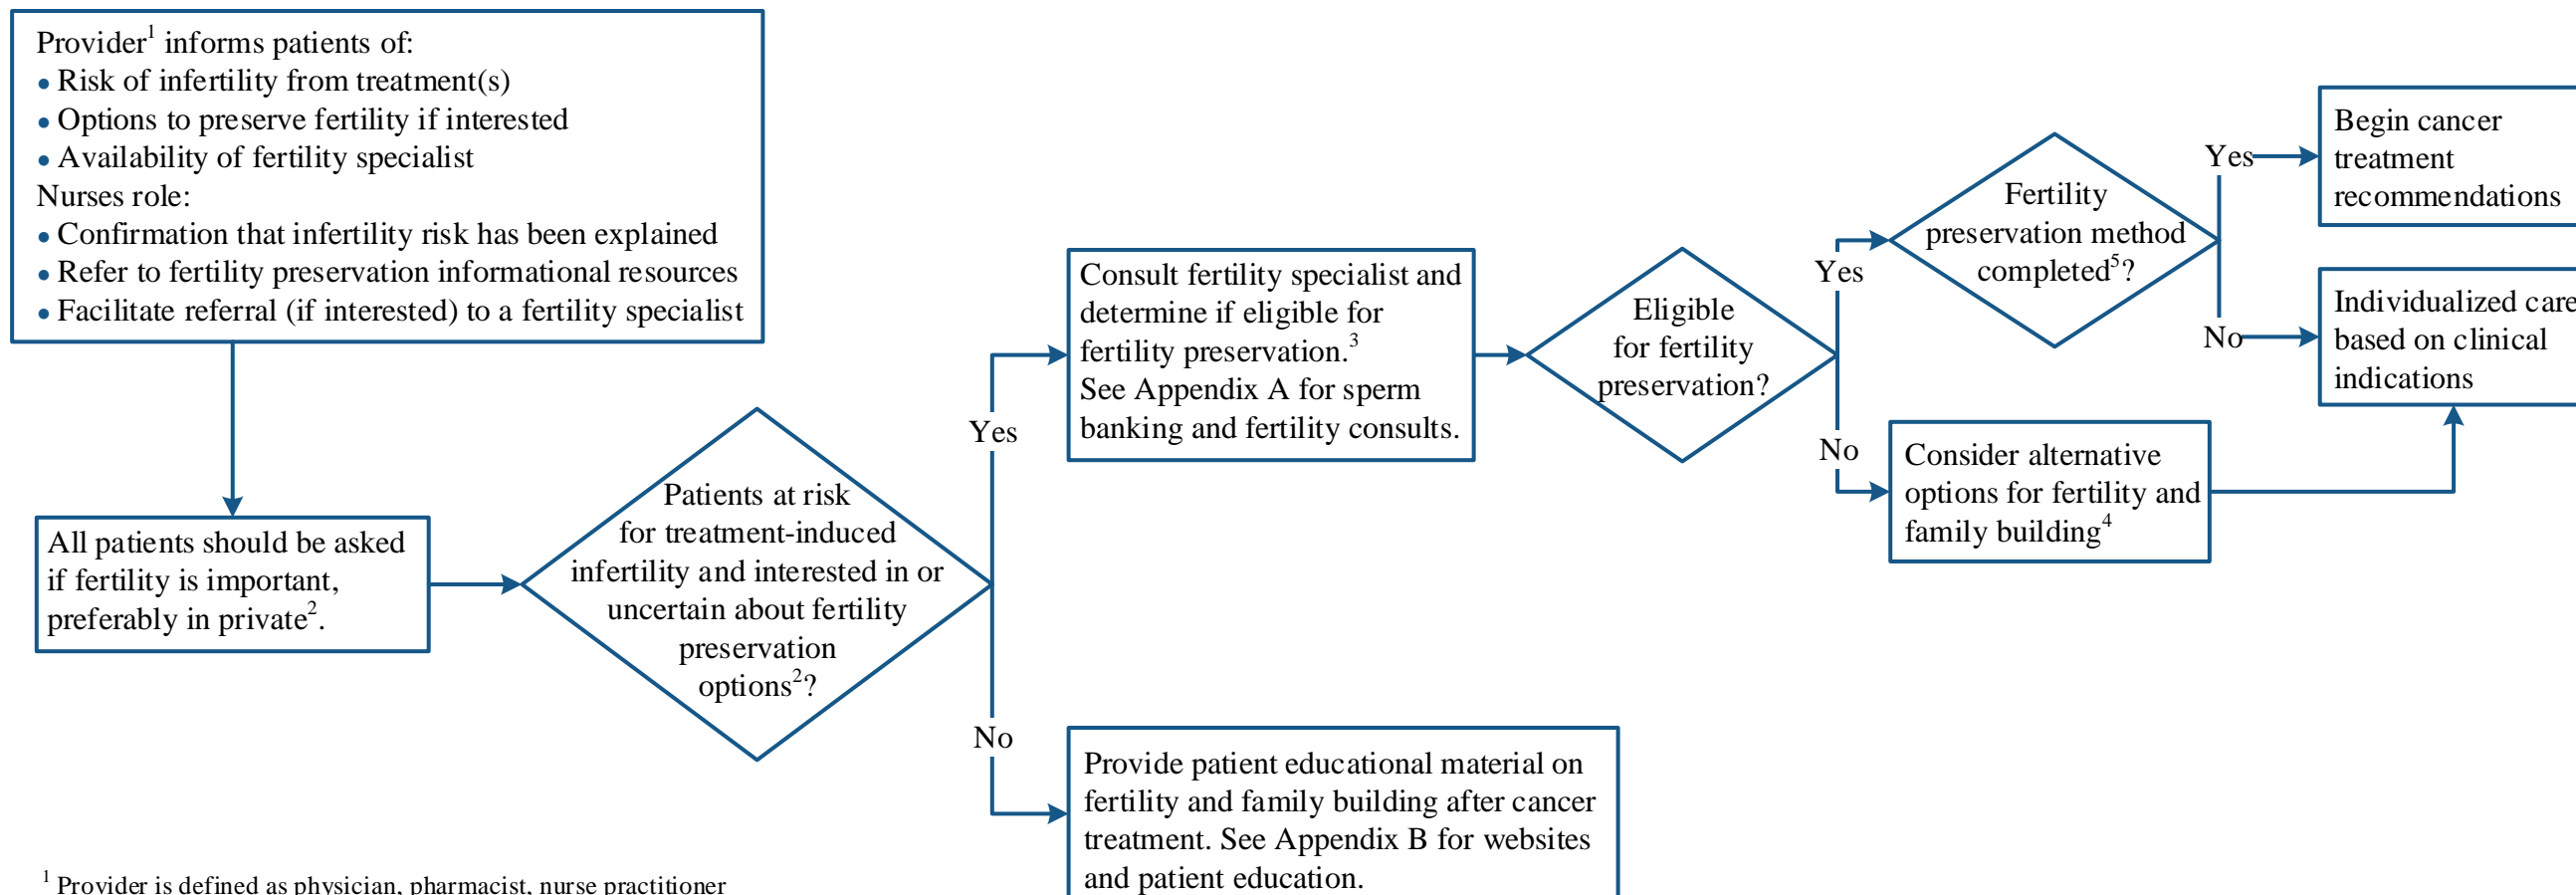 Provider¹ informs patients of:
• Risk of infertility from treatment(s)
• Options to preserve fertility if interested
• Availability of fertility specialist
Nurses role:
• Confirmation that infertility risk has been explained
• Refer to fertility preservation informational resources
• Facilitate referral (if interested) to a fertility specialist
All patients should be asked
if fertility is important,
preferably in private².
Patients at risk
for treatment-induced
infertility and interested in or
uncertain about fertility
preservation
options²?
Yes
Consult fertility specialist and
determine if eligible for
fertility preservation.³
See Appendix A for sperm
banking and fertility consults.
Eligible
for fertility
preservation?
Yes
Fertility
preservation method
completed⁵?
Yes
Begin cancer
treatment
recommendations
No
Individualized care
based on clinical
indications
No
Consider alternative
options for fertility and
family building⁴
No
Provide patient educational material on
fertility and family building after cancer
treatment. See Appendix B for websites
and patient education.
¹ Provider is defined as physician, pharmacist, nurse practitioner